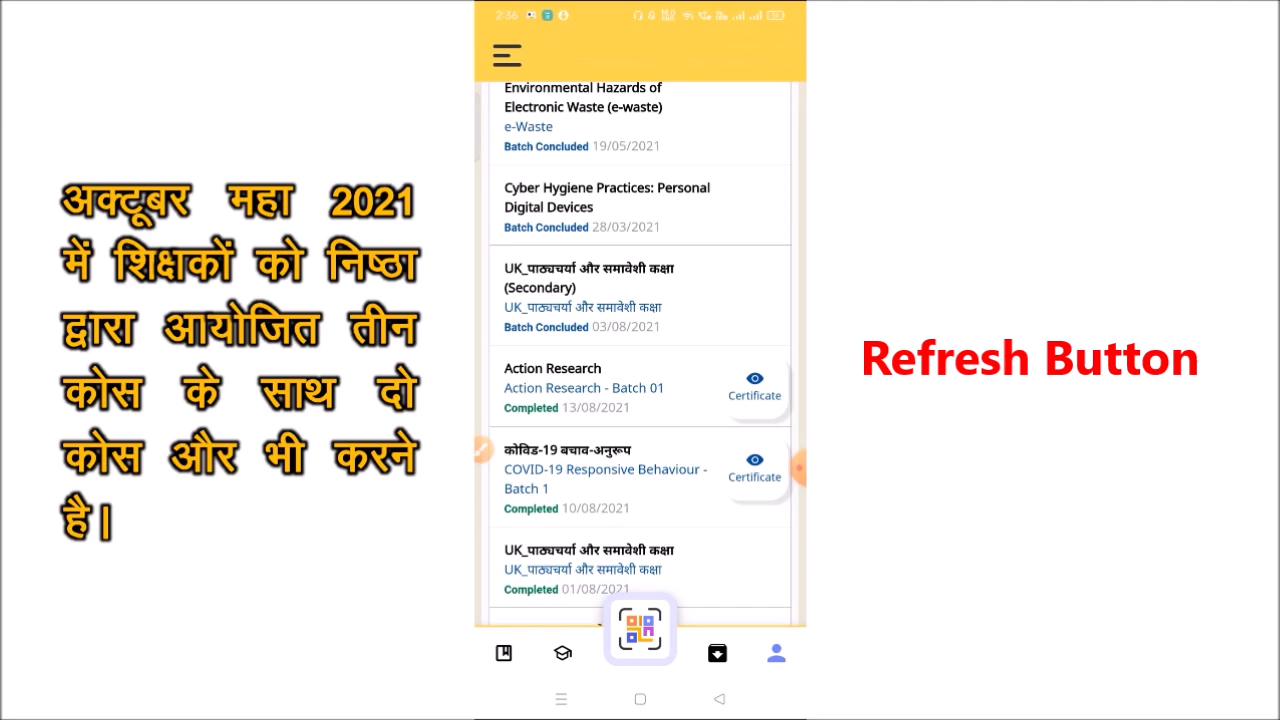 अक्टूबर महा 2021
में शिक्षकों को निष्ठा
द्वारा आयोजित तीन
कोस के साथ दो
कोस और भी करने
है।
2:36
Environmental Hazards of
Electronic Waste (e-waste)
e-Waste
Batch Concluded 19/05/2021
Cyber Hygiene Practices: Personal
Digital Devices
Batch Concluded 28/03/2021
UK_पाठ्यचर्या और समावेशी कक्षा
(Secondary)
UK_पाठ्यचर्या और समावेशी कक्षा
Batch Concluded 03/08/2021
Action Research
Action Research - Batch 01
Completed 13/08/2021
Certificate
कोविड-19 बचाव-अनुरूप
COVID-19 Responsive Behaviour -
Batch 1
Completed 10/08/2021
Certificate
UK_पाठ्यचर्या और समावेशी कक्षा
UK_पाठ्यचर्या और समावेशी कक्षा
Completed 01/08/2021
Refresh Button